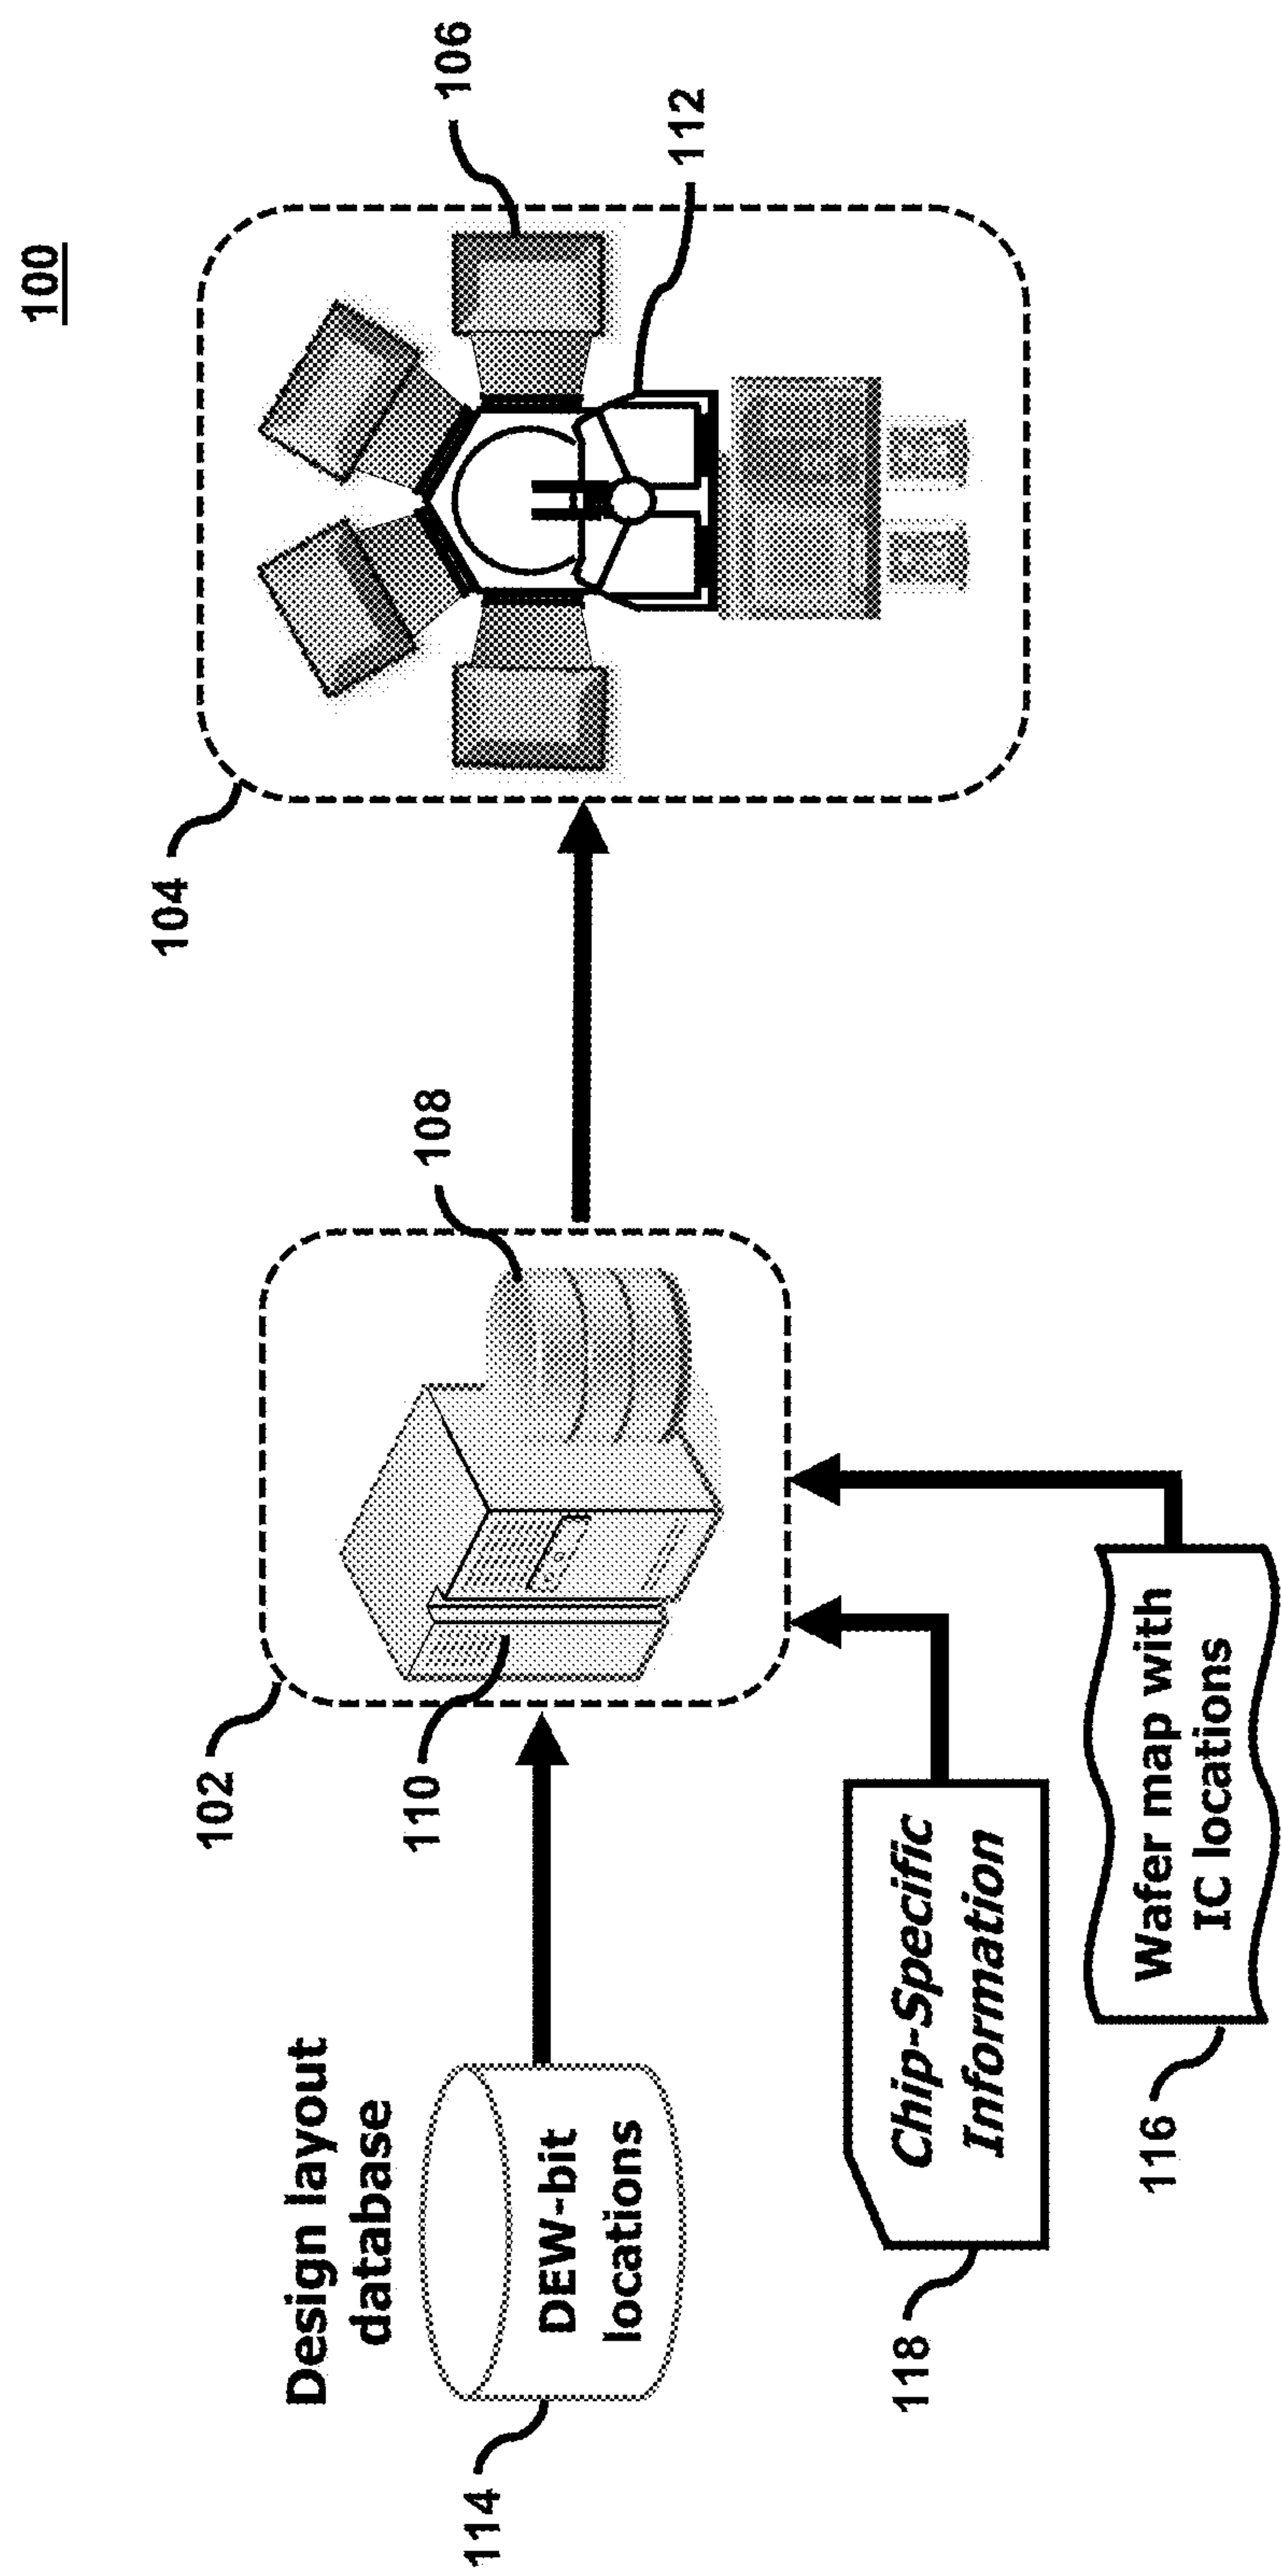 100
106
112
104
108
102
110
Design layout
database
DEW-bit
locations
114
Chip-Specific
Information
118
Wafer map with
IC locations
116